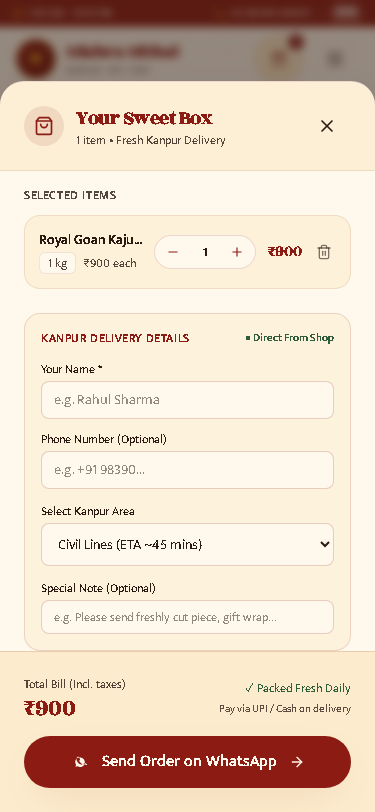 Your Sweet Box
1 item • Fresh Kanpur Delivery
SELECTED ITEMS
Royal Goan Kaju...
1 kg ₹900 each
− 1 + ₹900
KANPUR DELIVERY DETAILS
Direct From Shop
Your Name *
e.g. Rahul Sharma
Phone Number (Optional)
e.g. +9198390...
Select Kanpur Area
Civil Lines (ETA ~45 mins)
Special Note (Optional)
e.g. Please send freshly cut piece, gift wrap...
Total Bill (Incl. taxes)
✓ Packed Fresh Daily
₹900
Pay via UPI / Cash on delivery
Send Order on WhatsApp →